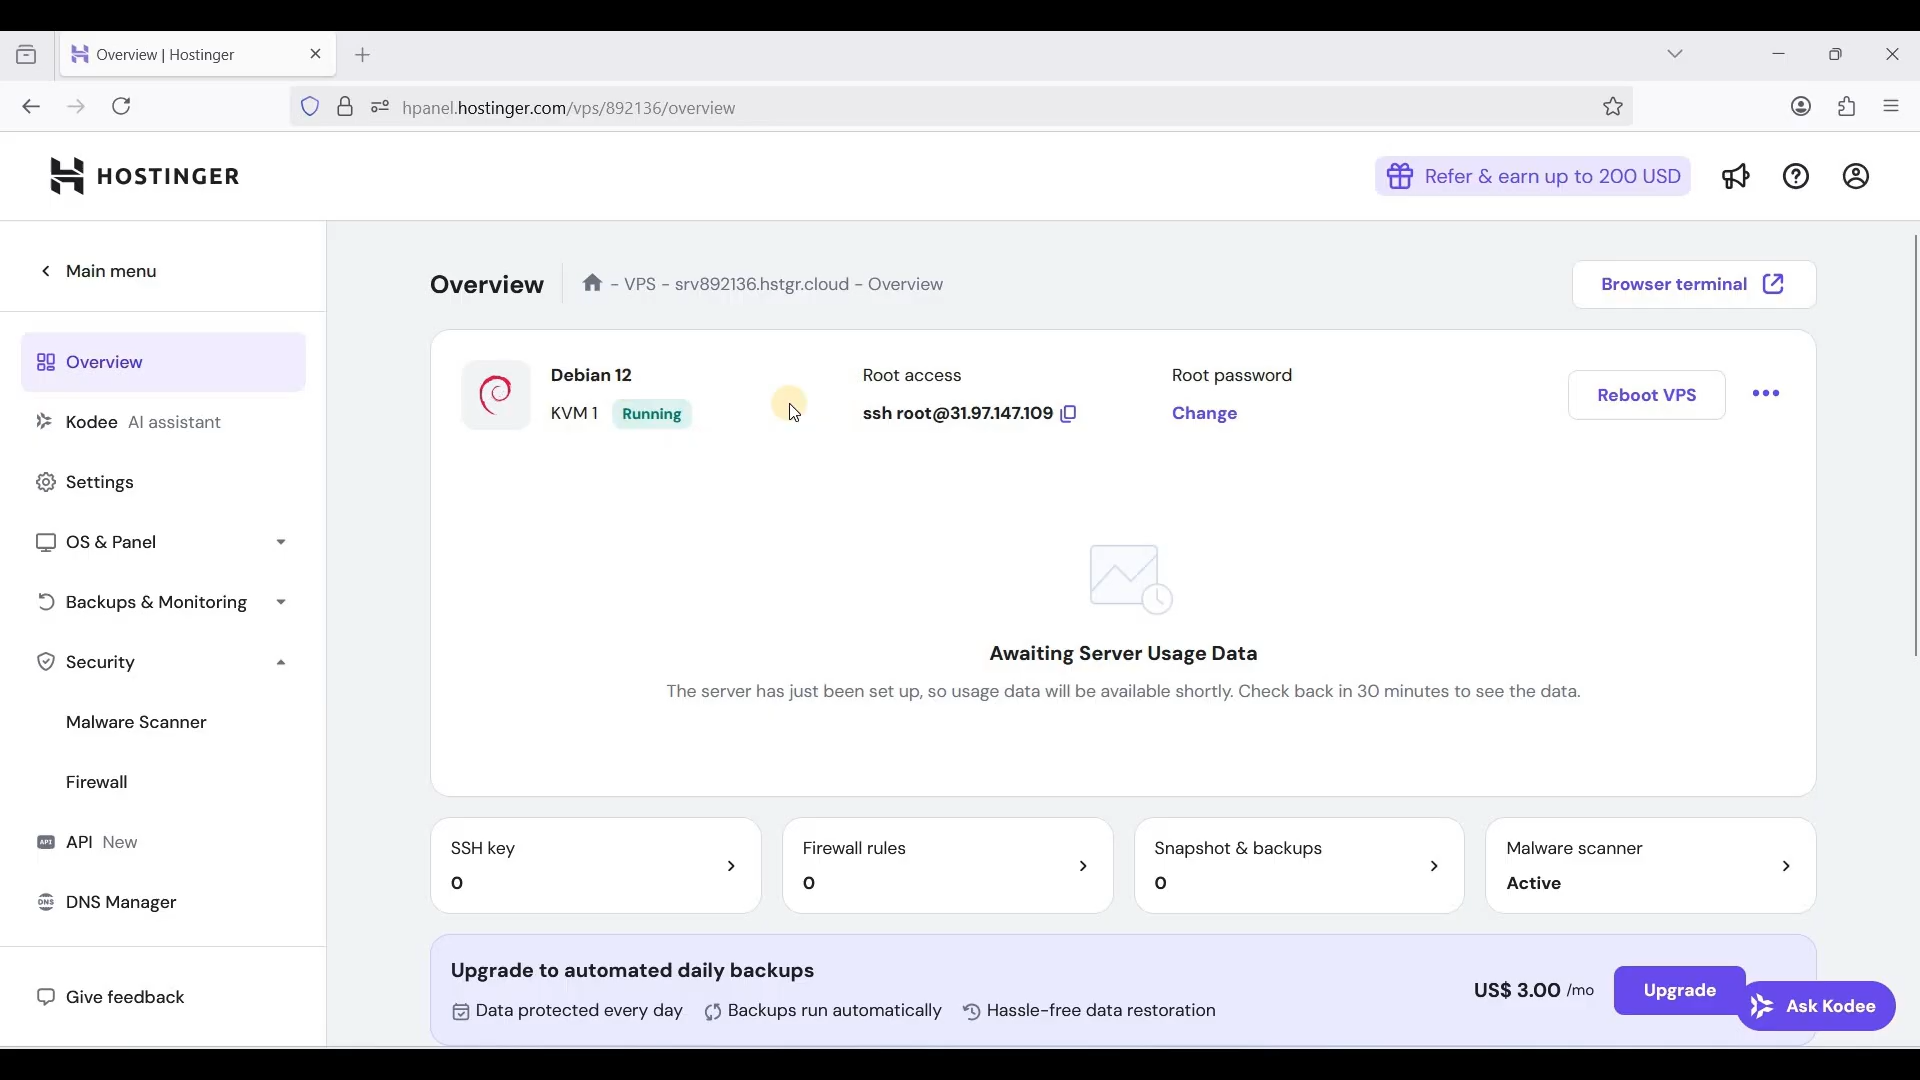 Overview | Hostinger
hpanel.hostinger.com/vps/892136/overview
HOSTINGER
Refer & earn up to 200 USD
Main menu
Overview
Kodee AI assistant
Settings
OS & Panel
Backups & Monitoring
Security
Malware Scanner
Firewall
API API New
DNS DNS Manager
Give feedback
Overview - VPS - srv892136.hstgr.cloud - Overview
Browser terminal
Debian 12
KVM 1 Running
Root access
ssh root@31.97.147.109
Root password
Change
Reboot VPS
Awaiting Server Usage Data
The server has just been set up, so usage data will be available shortly. Check back in 30 minutes to see the data.
SSH key
0
Firewall rules
0
Snapshot & backups
0
Malware scanner
Active
Upgrade to automated daily backups
Data protected every day Backups run automatically Hassle-free data restoration
US$ 3.00 /mo
Upgrade
Ask Kodee